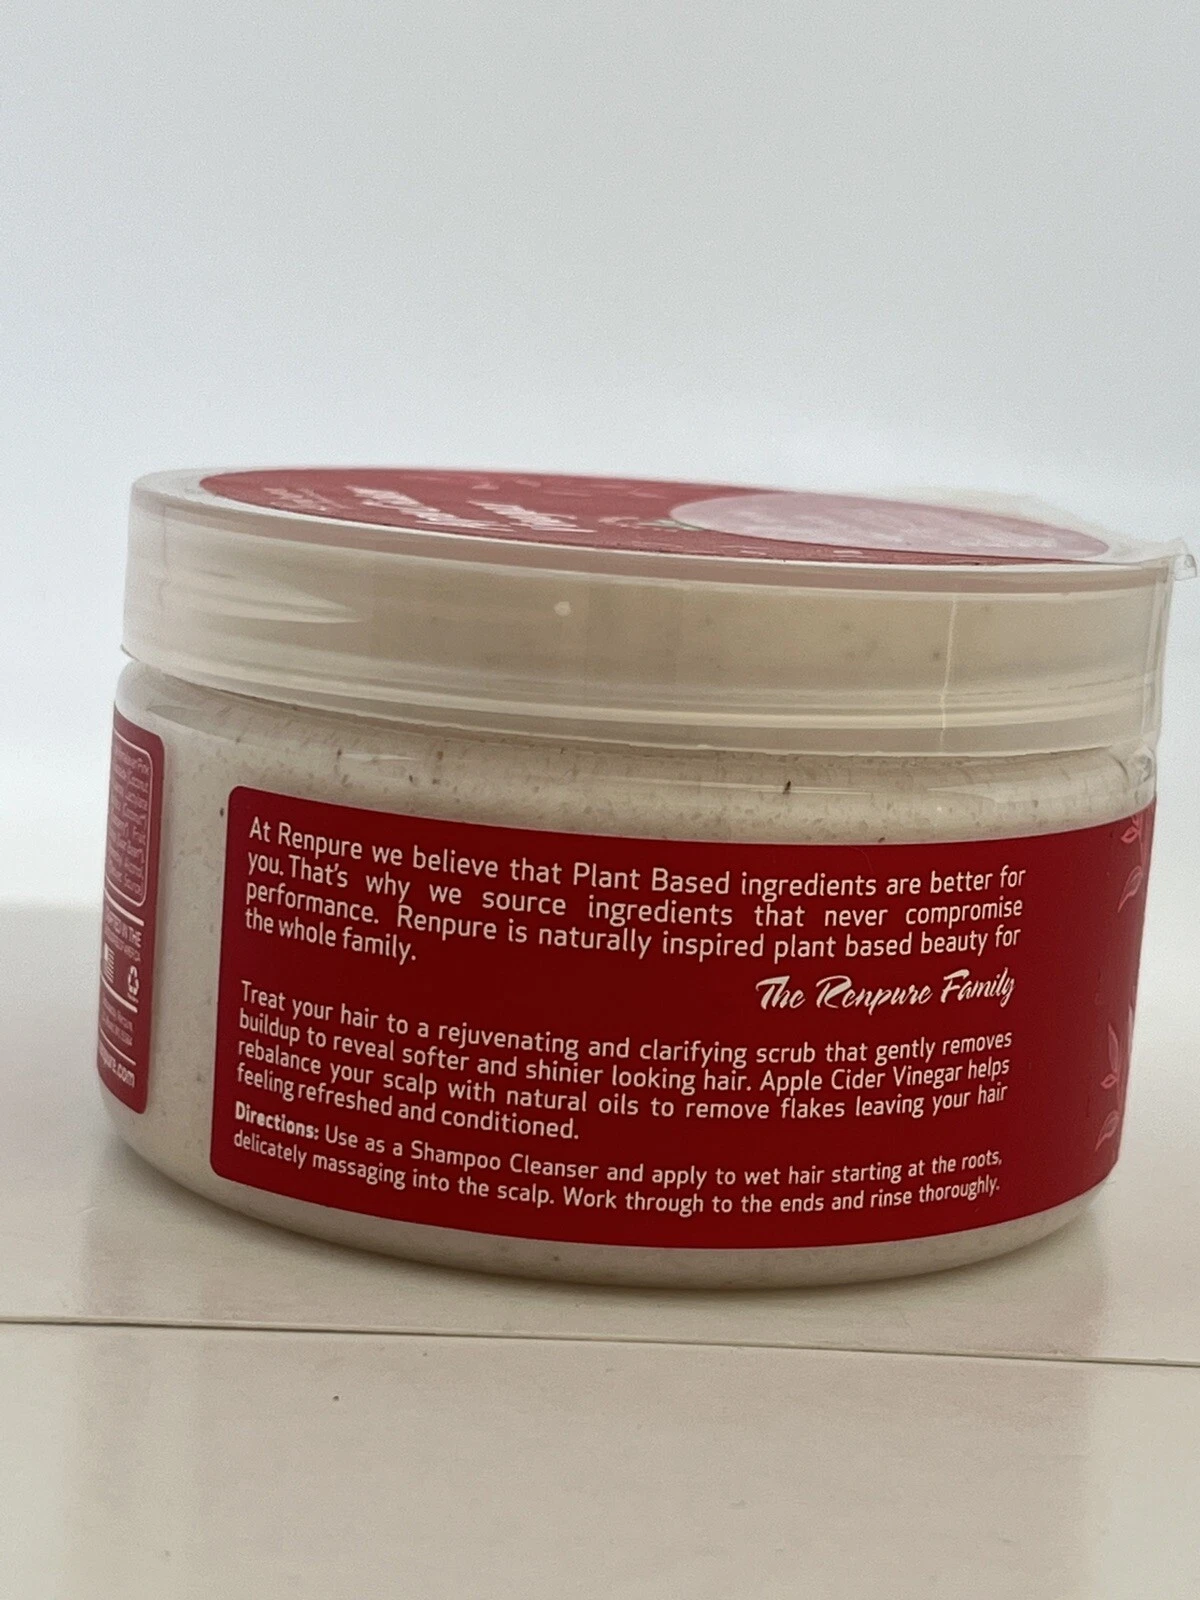 At Renpure we believe that Plant Based ingredients are better for
you. That's why we source ingredients that never compromise
performance. Renpure is naturally inspired plant based beauty for
the whole family.
The Renpure Family
Treat your hair to a rejuvenating and clarifying scrub that gently removes
buildup to reveal softer and shinier looking hair. Apple Cider Vinegar helps
rebalance your scalp with natural oils to remove flakes leaving your hair
feeling refreshed and conditioned.
Directions: Use as a Shampoo Cleanser and apply to wet hair starting at the roots,
delicately massaging into the scalp. Work through to the ends and rinse thoroughly.